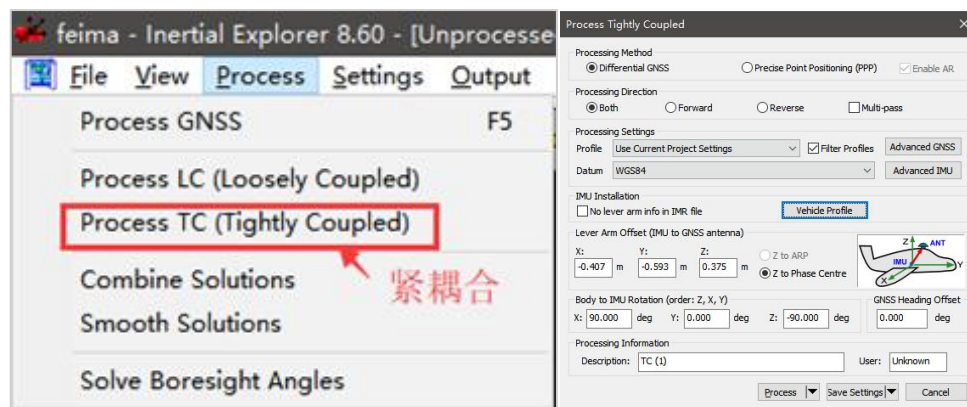 feima - Inertial Explorer 8.60 - [Unprocesse
File View Process Settings Output
Process GNSS F5
Process LC (Loosely Coupled)
Process TC (Tightly Coupled)
紧耦合
Combine Solutions
Smooth Solutions
Solve Boresight Angles
Process Tightly Coupled
Processing Method
Differential GNSS Precise Point Positioning (PPP) Enable AR
Processing Direction
Both Forward Reverse Multi-pass
Processing Settings
Profile Use Current Project Settings Filter Profiles Advanced GNSS
Datum WGS84 Advanced IMU
IMU Installation
No lever arm info in IMR file Vehicle Profile
Lever Arm Offset (IMU to GNSS antenna)
X: Y: Z: Z to ARP
-0.407 m -0.593 m 0.375 m Z to Phase Centre
Z ANT
IMU Y
X
Body to IMU Rotation (order: Z, X, Y) GNSS Heading Offset
X: 90.000 deg Y: 0.000 deg Z: -90.000 deg 0.000 deg
Processing Information
Description: TC (1) User: Unknown
Process Save Settings Cancel